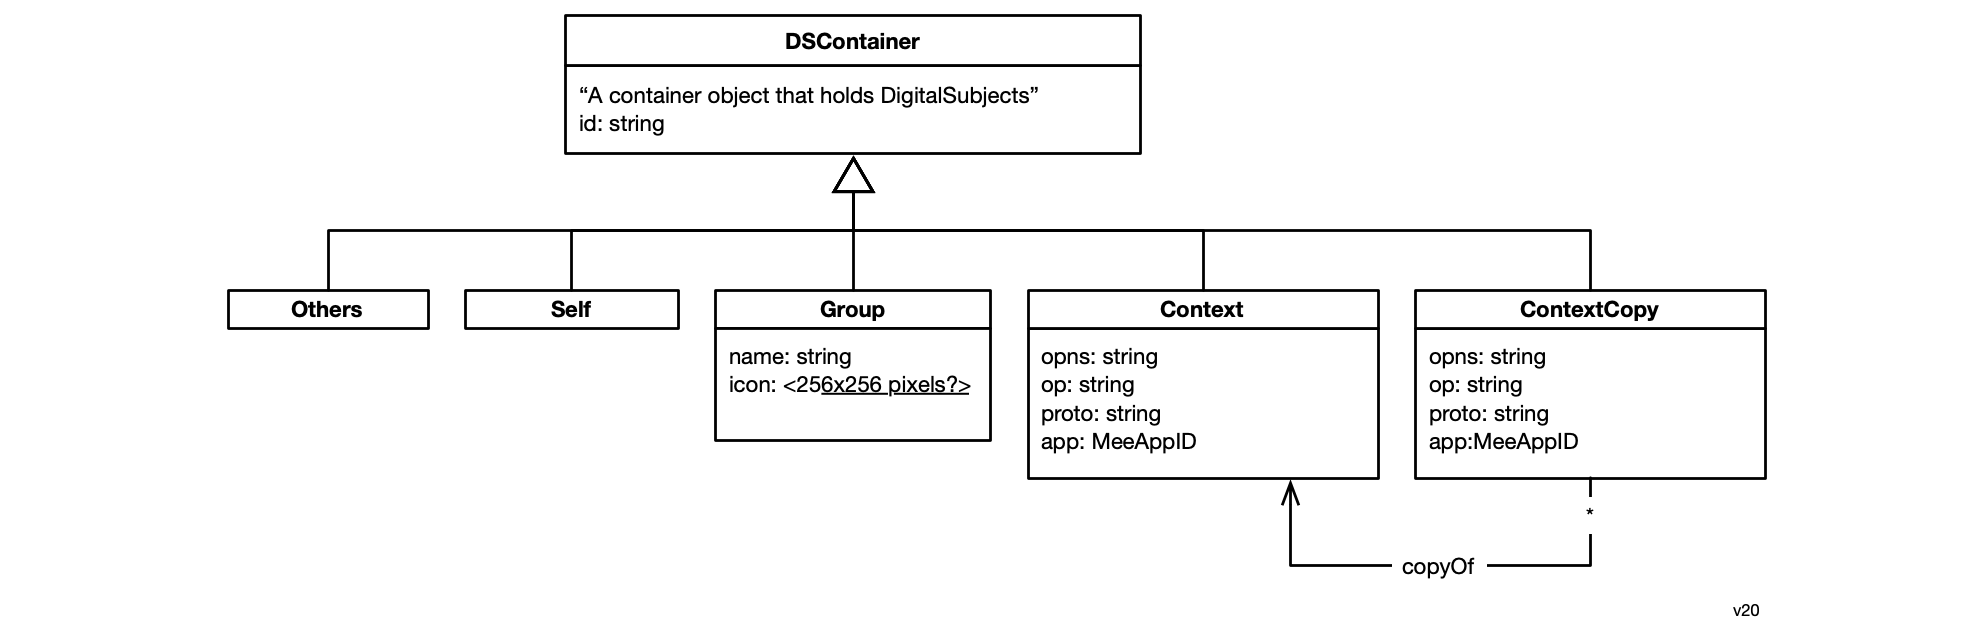 DSContainer
“A container object that holds DigitalSubjects”
id: string
Others
Self
Group
name: string
icon: <256x256 pixels?>
Context
opns: string
op: string
proto: string
app: MeeAppID
ContextCopy
opns: string
op: string
proto: string
app:MeeAppID
*
copyOf
v20